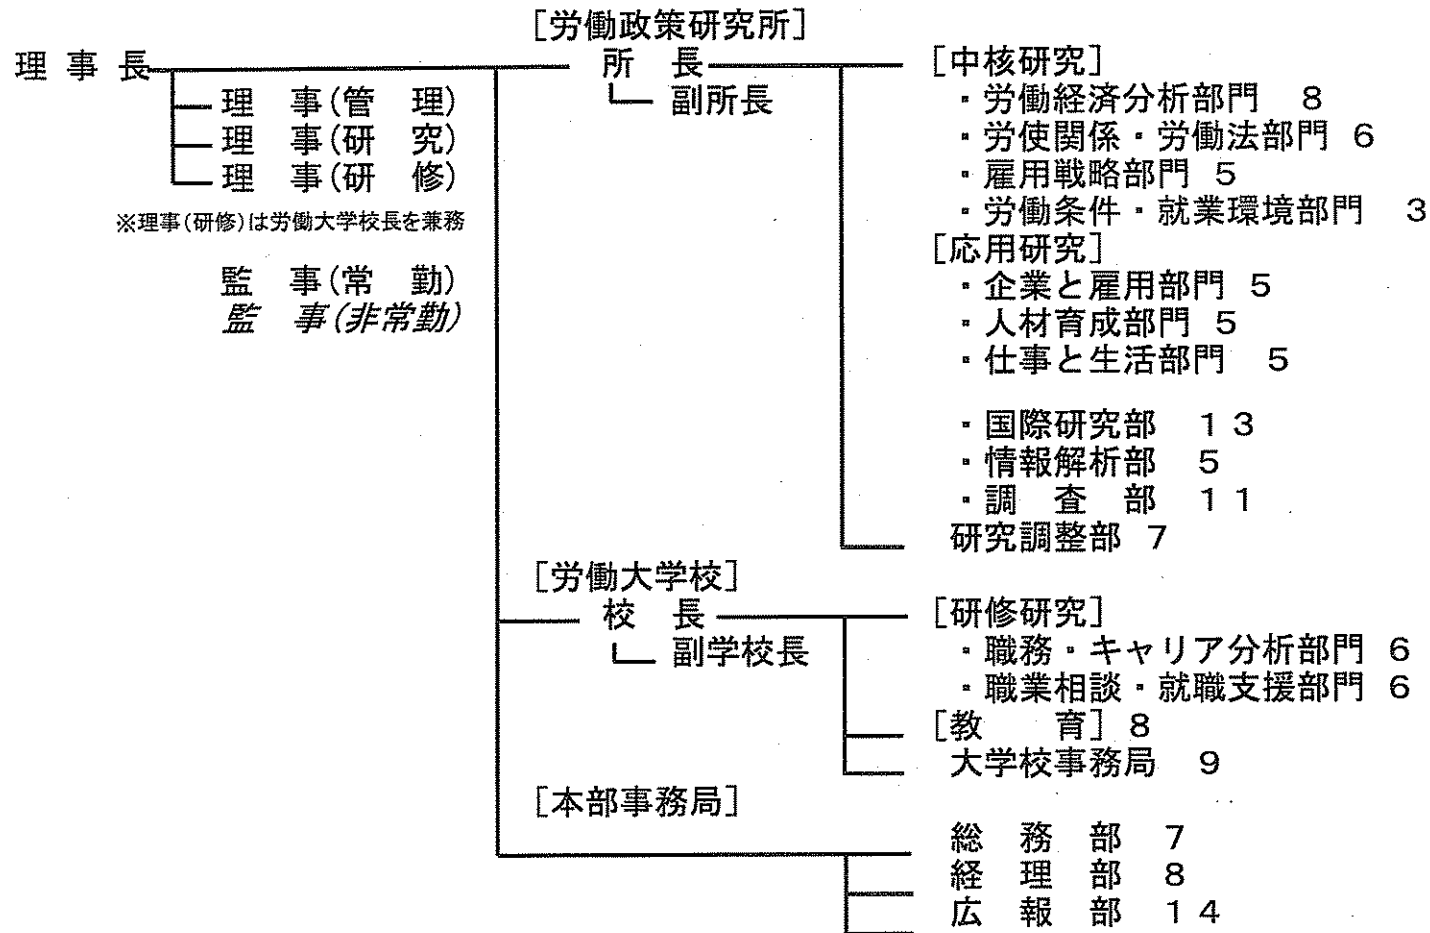 [労働政策研究所]
理 事 長 所 長 [中核研究]
副所長 ・労働経済分析部門 8
理 事(管 理)
理 事(研 究) ・労使関係・労働法部門 6
理 事(研 修) ・雇用戦略部門 5
※理事(研修)は労働大学校長を兼務 ・労働条件・就業環境部門 3
[応用研究]
監 事(常 勤) ・企業と雇用部門 5
監 事(非常勤) ・人材育成部門 5
・仕事と生活部門 5
・国際研究部 13
・情報解析部 5
・調 査 部 11
研究調整部 7
[労働大学校]
校 長 [研修研究]
副学校長 ・職務・キャリア分析部門 6
・職業相談・就職支援部門 6
[教 育] 8
大学校事務局 9
[本部事務局]
総 務 部 7
経 理 部 8
広 報 部 14